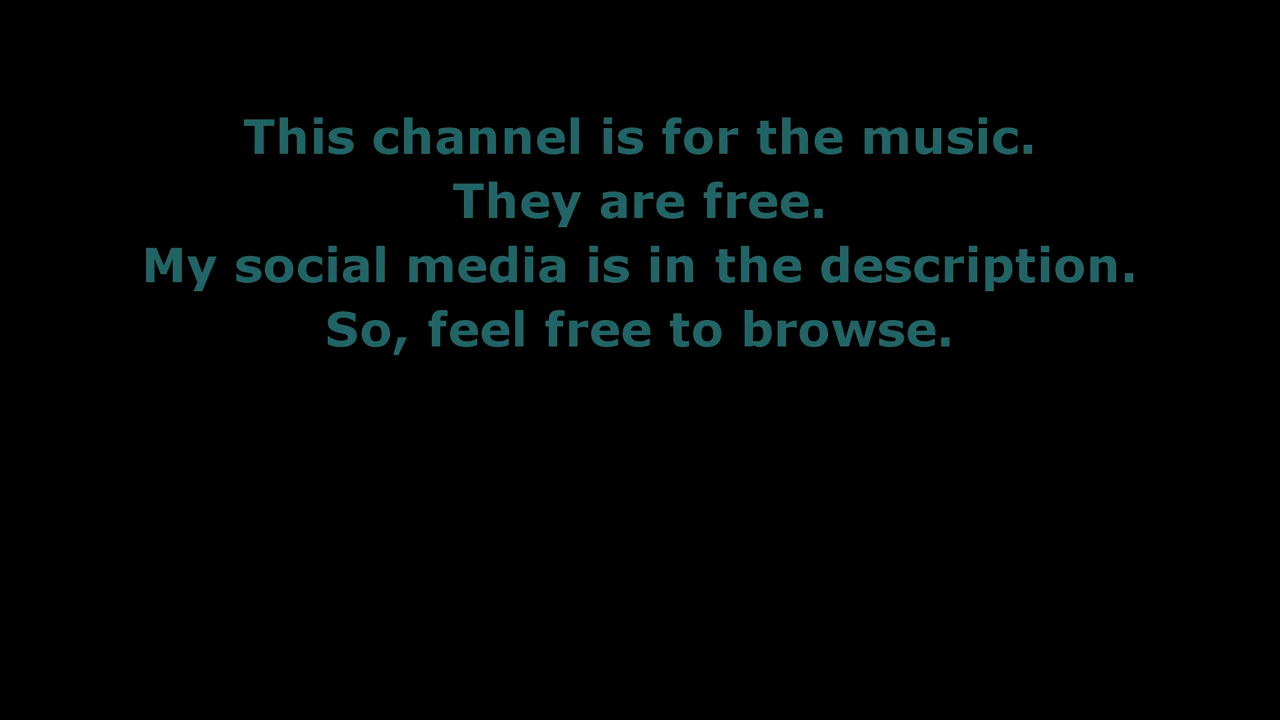 This channel is for the music.
They are free.
My social media is in the description.
So, feel free to browse.